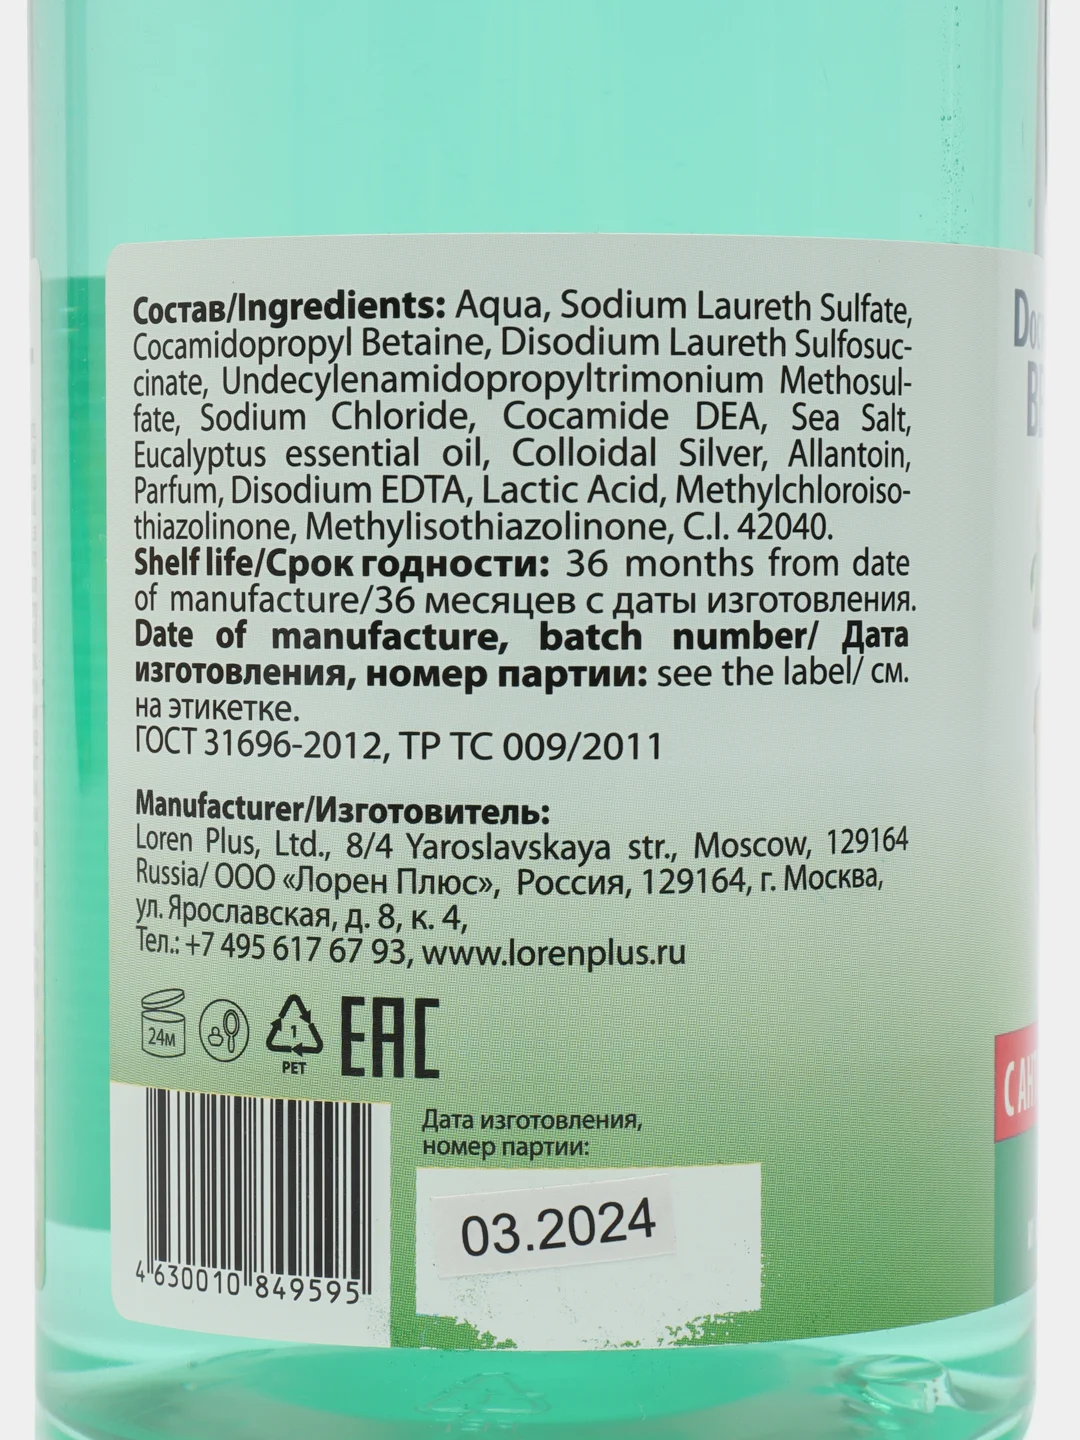 Состав/Ingredients: Aqua, Sodium Laureth Sulfate,
Cocamidopropyl Betaine, Disodium Laureth Sulfosuc-
cinate, Undecylenamidopropyltrimonium Methosul-
fate, Sodium Chloride, Cocamide DEA, Sea Salt,
Eucalyptus essential oil, Colloidal Silver, Allantoin,
Parfum, Disodium EDTA, Lactic Acid, Methylchloroiso-
thiazolinone, Methylisothiazolinone, C.I. 42040.
Shelf life/Срок годности: 36 months from date
of manufacture/36 месяцев с даты изготовления.
Date of manufacture, batch number/ Дата
изготовления, номер партии: see the label/ см.
на этикетке.
ГОСТ 31696-2012, ТР ТС 009/2011
Manufacturer/Изготовитель:
Loren Plus, Ltd., 8/4 Yaroslavskaya str., Moscow, 129164
Russia/ ООО «Лорен Плюс», Россия, 129164, г. Москва,
ул. Ярославская, д. 8, к. 4,
Тел.: +7 495 617 67 93, www.lorenplus.ru
24м
1
PET
EAC
Дата изготовления,
номер партии:
03.2024
4 630010 849595